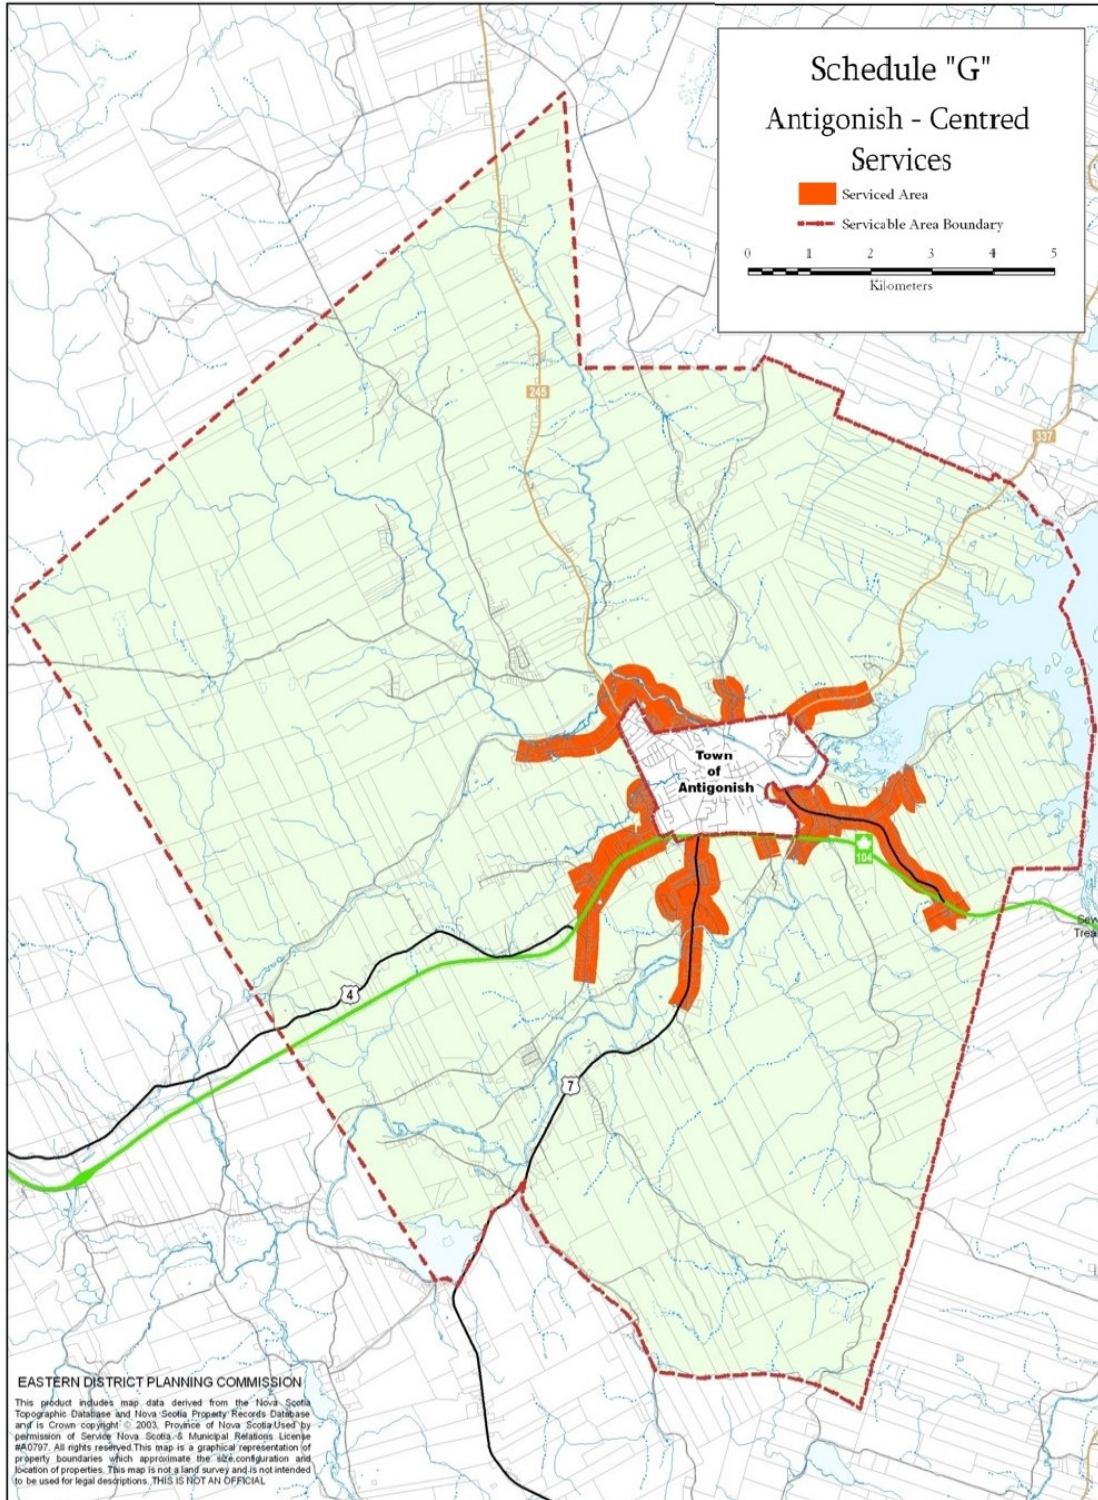 Schedule "G"
Antigonish - Centred
Services
Serviced Area
Servicable Area Boundary
0 1 2 3 4 5
Kilometers
245
337
Town
of
Antigonish
104
Sew
Trea
4
7
EASTERN DISTRICT PLANNING COMMISSION
This product includes map data derived from the Nova Scotia
Topographic Database and Nova Scotia Property Records Database
and is Crown copyright © 2003, Province of Nova Scotia.Used by
permission of Service Nova Scotia & Municipal Relations License
#A0797. All rights reserved.This map is a graphical representation of
property boundaries which approximate the size,configuration and
location of properties. This map is not a land survey and is not intended
to be used for legal descriptions. THIS IS NOT AN OFFICIAL